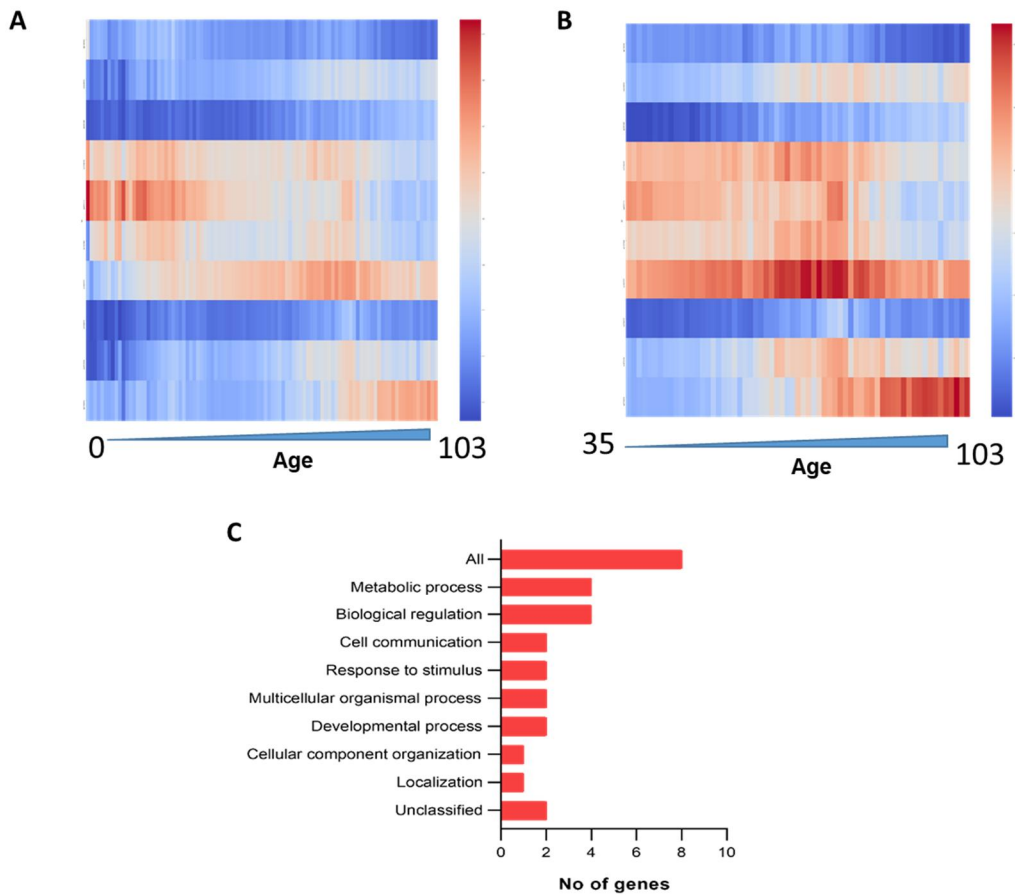 A
B
0
103
Age
35
103
Age
C
All
Metabolic process
Biological regulation
Cell communication
Response to stimulus
Multicellular organismal process
Developmental process
Cellular component organization
Localization
Unclassified
0 2 4 6 8 10
No of genes